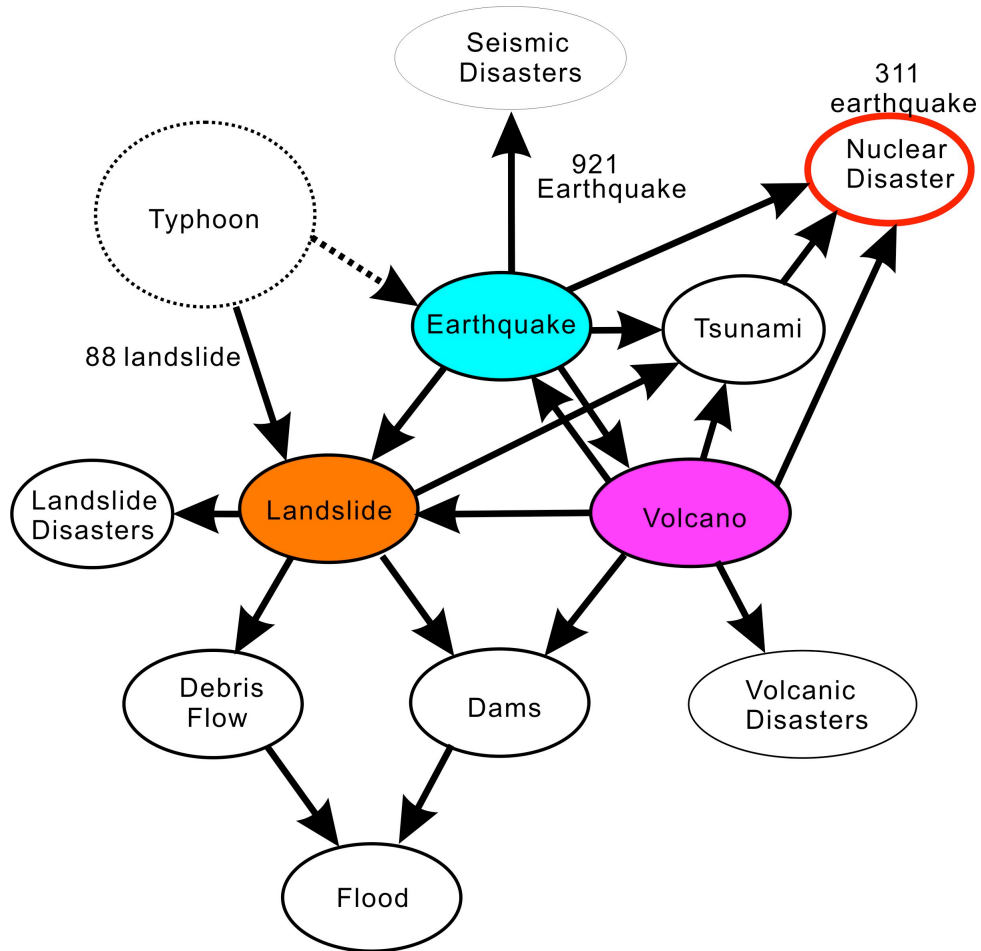 Seismic
Disasters
311
earthquake
Nuclear
Disaster
921
Earthquake
Typhoon
Earthquake
Tsunami
88 landslide
Landslide
Disasters
Landslide
Volcano
Debris
Flow
Dams
Volcanic
Disasters
Flood